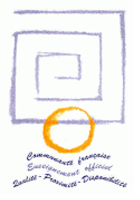 Communauté française
Enseignement officiel
Qualité - Proximité - Disponibilité